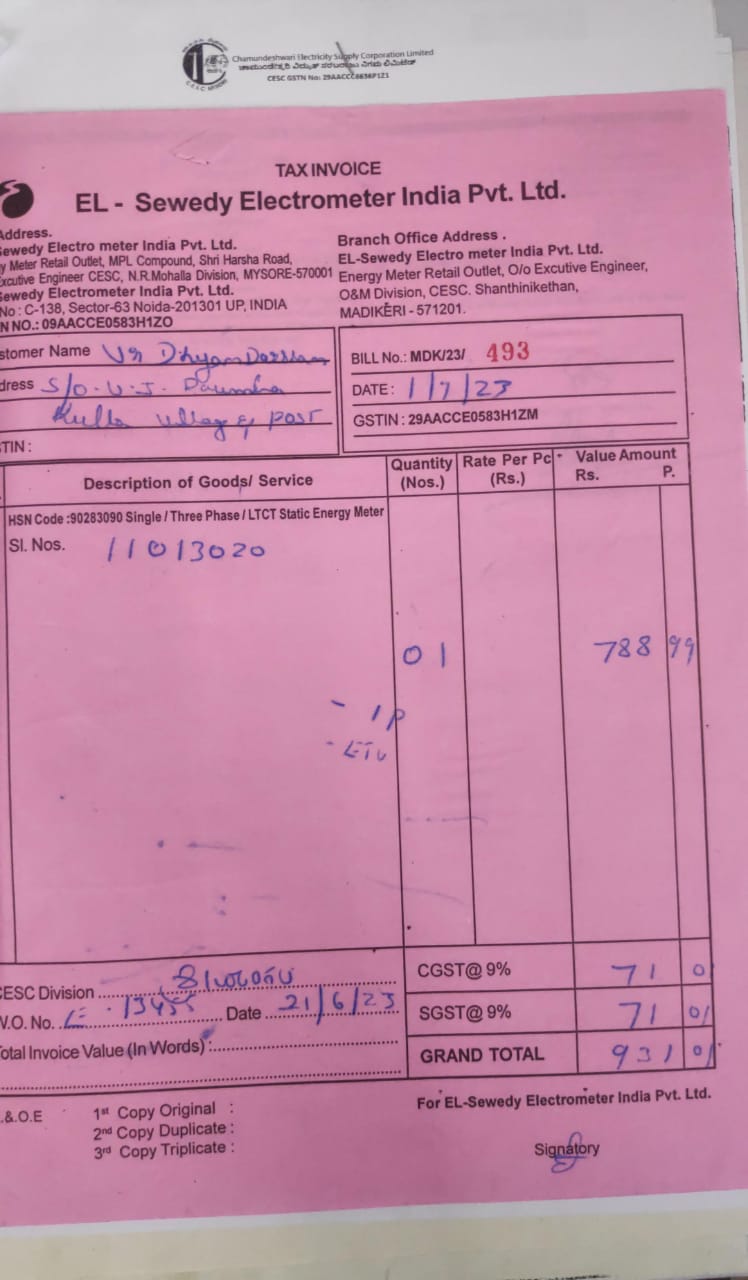 Chamundeshwari Electricity Supply Corporation Limited
ಚಾಮುಂಡೇಶ್ವರಿ ವಿದ್ಯುತ್ ಸರಬರಾಜು ನಿಗಮ ನಿಯಮಿತ
CESC GSTN No: 29AACCC8636P1Z1
TAX INVOICE
EL - Sewedy Electrometer India Pvt. Ltd.
Address.
Sewedy Electro meter India Pvt. Ltd.
y Meter Retail Outlet, MPL Compound, Shri Harsha Road,
xcutive Engineer CESC, N.R.Mohalla Division, MYSORE-570001
Sewedy Electrometer India Pvt. Ltd.
No : C-138, Sector-63 Noida-201301 UP, INDIA
N NO.: 09AACCE0583H1ZO
Branch Office Address .
EL-Sewedy Electro meter India Pvt. Ltd.
Energy Meter Retail Outlet, O/o Excutive Engineer,
O&M Division, CESC. Shanthinikethan,
MADIKERI - 571201.
stomer Name
dress S/O. U.J.
village & post
TIN :
BILL No.: MDK/23/ 493
DATE : 1/7/23
GSTIN : 29AACCE0583H1ZM
Description of Goods/ Service
Quantity (Nos.)
Rate Per Pc (Rs.)
Value Amount
Rs. P.
HSN Code :90283090 Single / Three Phase / LTCT Static Energy Meter
Sl. Nos. 11013020
01 788 99
- 1P
CESC Division
W.O. No. 13455 Date 21/6/23
Total Invoice Value (In Words) :
CGST@ 9% 71 0
SGST@ 9% 71 01
GRAND TOTAL 931 01
.&.O.E
1st Copy Original :
2nd Copy Duplicate :
3rd Copy Triplicate :
For EL-Sewedy Electrometer India Pvt. Ltd.
Signatory